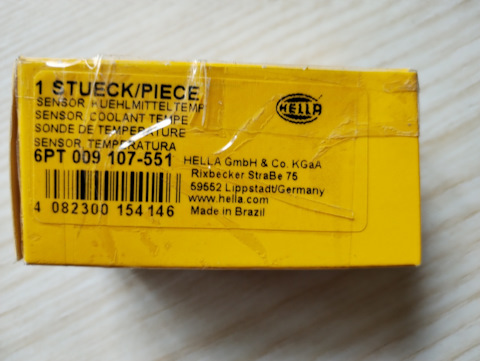 1 STUECK/PIECE
SENSOR, KUEHLMITTELTEMP
SENSOR, COOLANT TEMPE
SONDE DE TEMPERATURE
SENSOR, TEMPERATURA
6PT 009 107-551
4 082300 154146
HELLA
HELLA GmbH & Co. KGaA
Rixbecker StraBe 75
59552 Lippstadt/Germany
www.hella.com
Made in Brazil